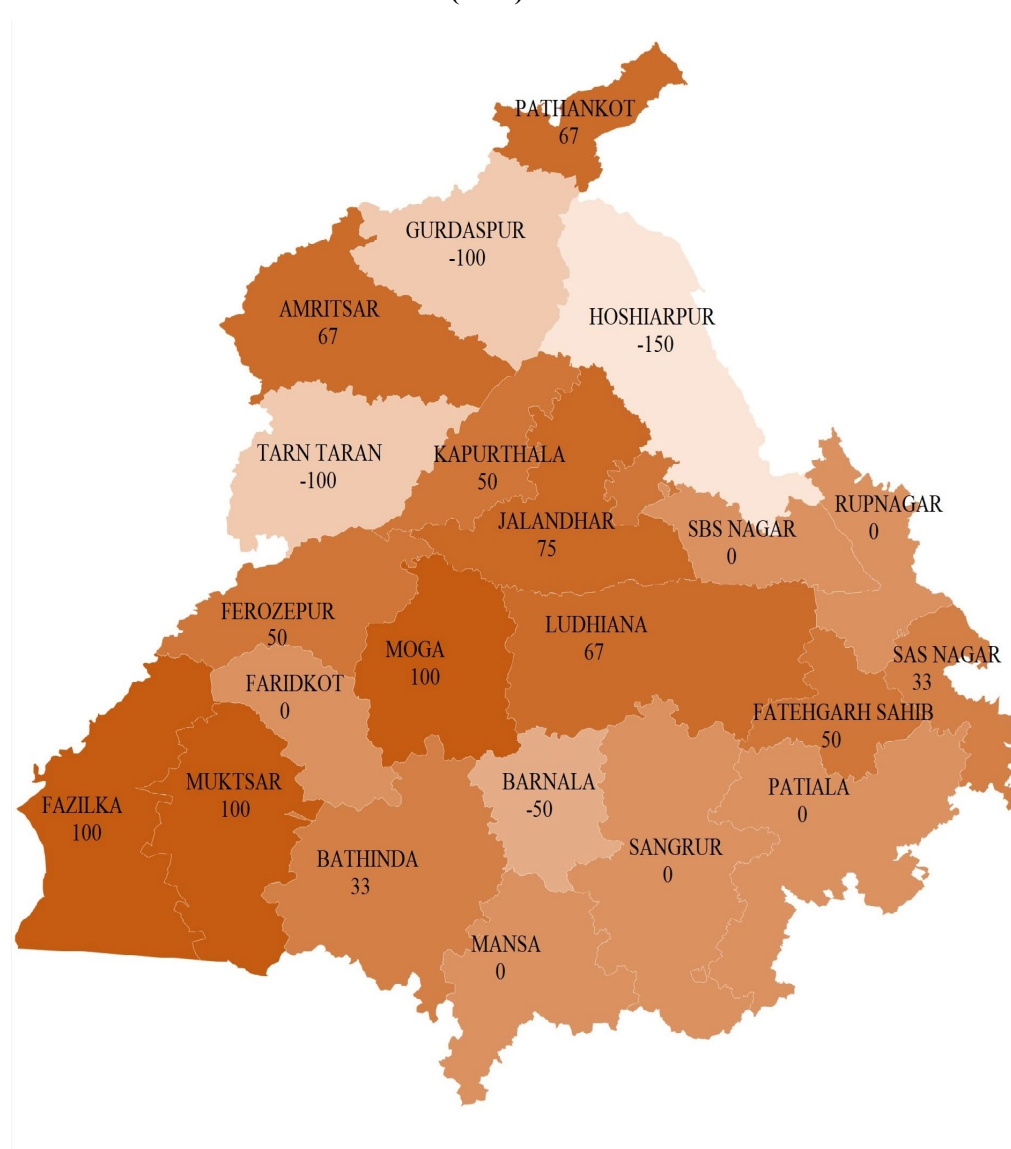 PATHANKOT
67
GURDASPUR
-100
AMRITSAR
67
HOSHIARPUR
-150
TARN TARAN
-100
KAPURTHALA
50
JALANDHAR
75
SBS NAGAR
0
RUPNAGAR
0
FEROZEPUR
50
MOGA
100
LUDHIANA
67
SAS NAGAR
33
FARIDKOT
0
FATEHGARH SAHIB
50
FAZILKA
100
MUKTSAR
100
BARNALA
-50
PATIALA
0
BATHINDA
33
SANGRUR
0
MANSA
0